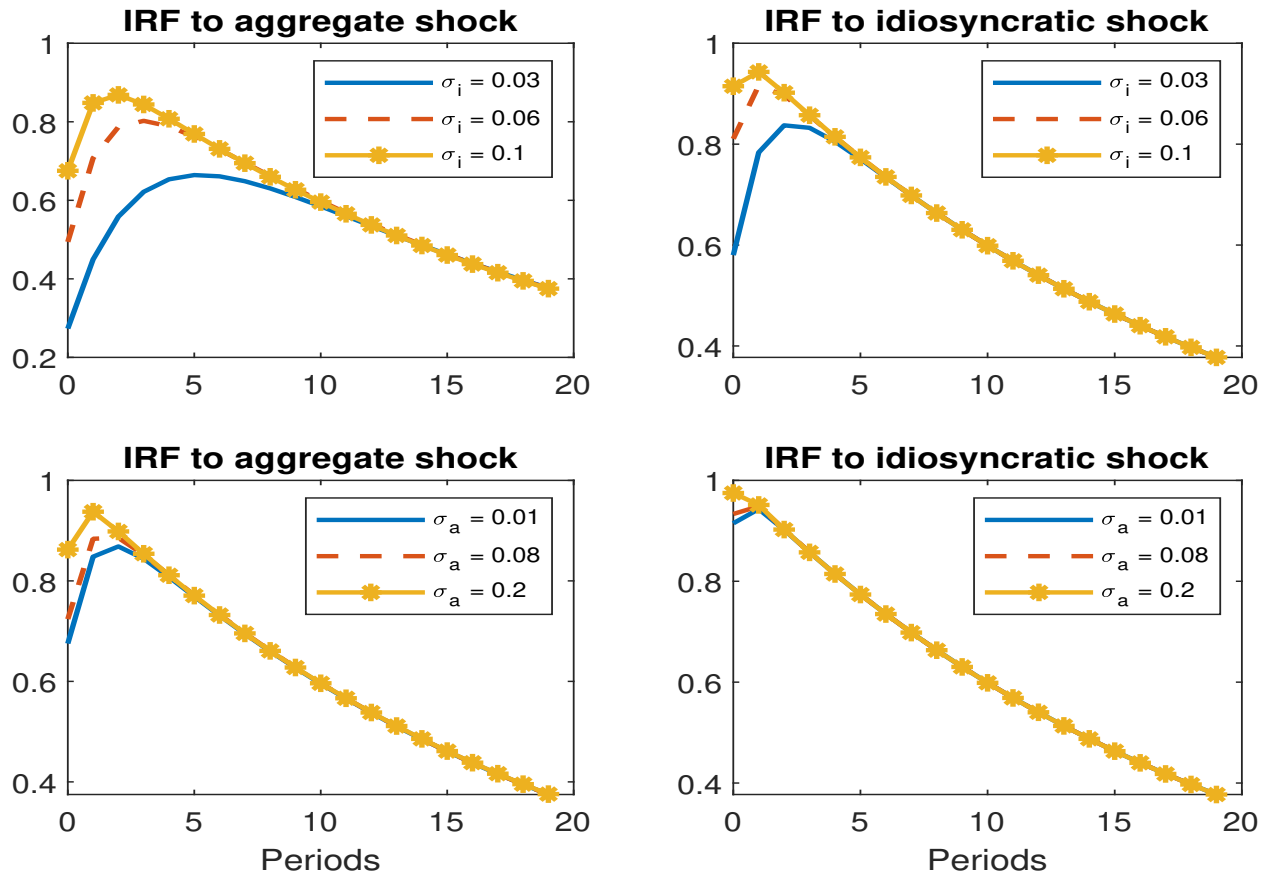 IRF to aggregate shock
1
0.8
0.6
0.4
0.2
0 5 10 15 20
σi = 0.03
σi = 0.06
σi = 0.1
IRF to idiosyncratic shock
1
0.8
0.6
0.4
0 5 10 15 20
σi = 0.03
σi = 0.06
σi = 0.1
IRF to aggregate shock
1
0.8
0.6
0.4
0 5 10 15 20
Periods
σa = 0.01
σa = 0.08
σa = 0.2
IRF to idiosyncratic shock
1
0.8
0.6
0.4
0 5 10 15 20
Periods
σa = 0.01
σa = 0.08
σa = 0.2